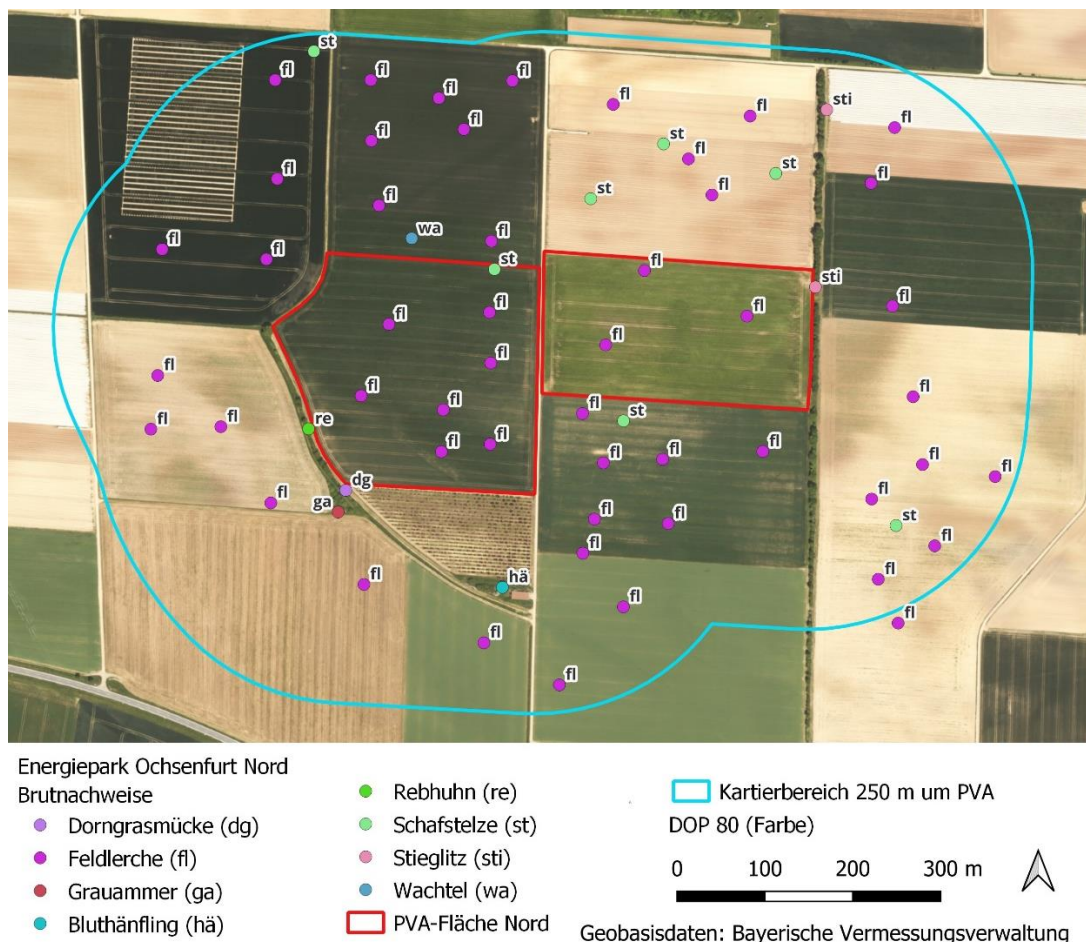 st
fl
fl
fl
fl
fl
fl
sti
fl
fl
fl
st
fl
st
fl
fl
fl
st
fl
wa
fl
fl
fl
st
fl
sti
fl
fl
fl
fl
fl
fl
fl
fl
fl
fl
fl
st
fl
fl
re
fl
fl
fl
fl
fl
fl
fl
dg
fl
fl
ga
fl
fl
st
fl
fl
fl
fl
hä
fl
fl
fl
fl
Energiepark Ochsenfurt Nord
Brutnachweise
Dorngrasmücke (dg)
Feldlerche (fl)
Grauammer (ga)
Bluthänfling (hä)
Rebhuhn (re)
Schafstelze (st)
Stieglitz (sti)
Wachtel (wa)
PVA-Fläche Nord
Kartierbereich 250 m um PVA
DOP 80 (Farbe)
0 100 200 300 m
Geobasisdaten: Bayerische Vermessungsverwaltung